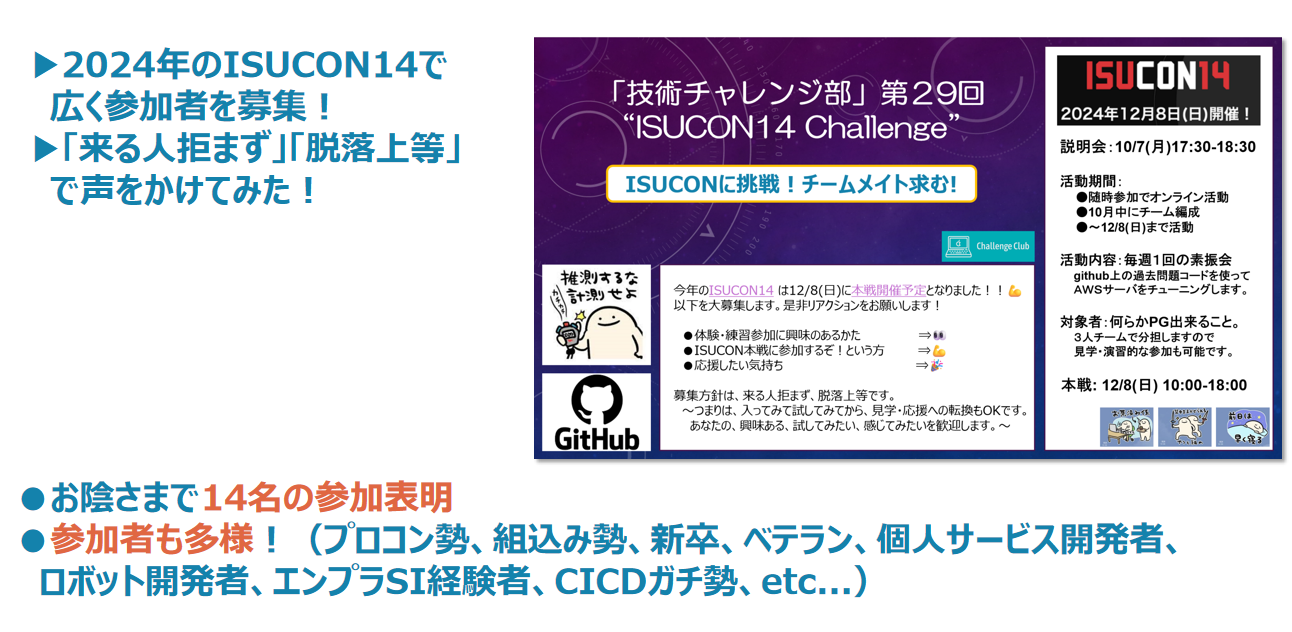 ▶2024年のISUCON14で
広く参加者を募集！
▶「来る人拒まず」「脱落上等」
で声をかけてみた！
「技術チャレンジ部」第２９回
“ISUCON14 Challenge”
ISUCONに挑戦！チームメイト求む!
Challenge Club
推測するな
計測せよ
GitHub
今年のISUCON14 は12/8(日)に本戦開催予定となりました！！💪
以下を大募集します。是非リアクションをお願いします！
●体験・練習参加に興味のあるかた ⇒👀
●ISUCON本戦に参加するぞ！という方 ⇒💪
●応援したい気持ち ⇒🎉
募集方針は、来る人拒まず、脱落上等です。
～つまりは、入ってみて試してみてから、見学・応援への転換もOKです。
あなたの、興味ある、試してみたい、感じてみたいを歓迎します。～
ISUCON14
2024年12月8日(日)開催！
説明会：10/7(月)17:30-18:30
活動期間：
●随時参加でオンライン活動
●10月中にチーム編成
●～12/8(日)まで活動
活動内容：毎週1回の素振会
github上の過去問題コードを使って
AWSサーバをチューニングします。
対象者：何らかPG出来ること。
３人チームで分担しますので
見学・演習的な参加も可能です。
本戦: 12/8(日) 10:00-18:00
前日は
早く寝る
●お陰さまで14名の参加表明
●参加者も多様！（プロコン勢、組込み勢、新卒、ベテラン、個人サービス開発者、
ロボット開発者、エンプラSI経験者、CICDガチ勢、etc…）